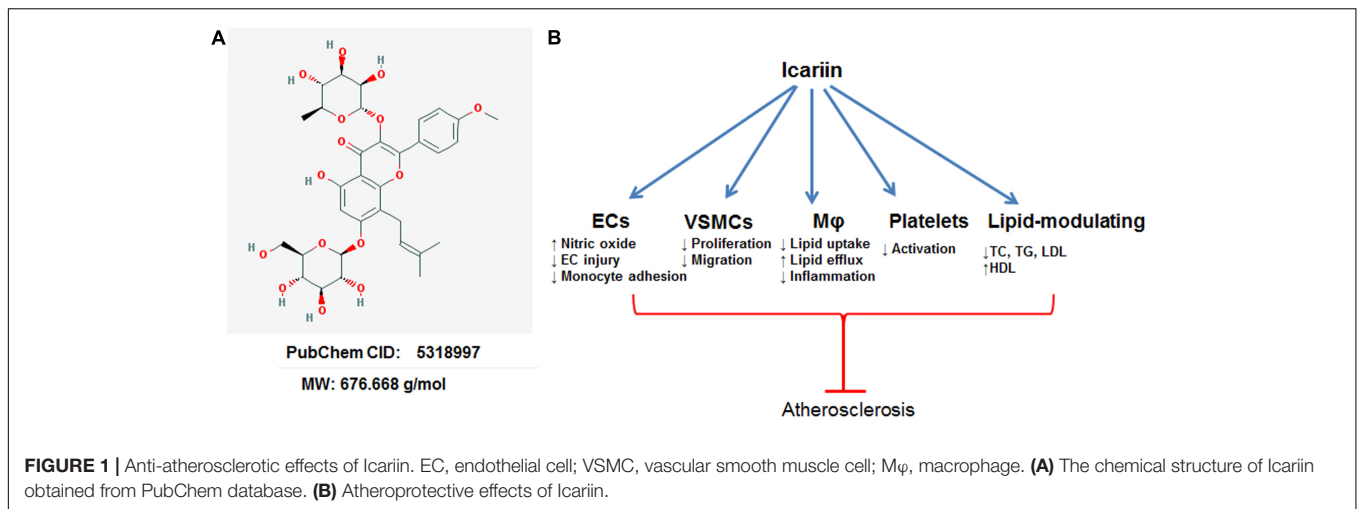 A
B
H
O
H
O
H
O
H
O
O
O
O
O
O
H
O
O
O
H
O
O
O
H
O
H
O
H
PubChem CID: 5318997
MW: 676.668 g/mol
Icariin
ECs
↑ Nitric oxide
↓ EC injury
↓ Monocyte adhesion
VSMCs
↓ Proliferation
↓ Migration
Mφ
↓ Lipid uptake
↑ Lipid efflux
↓ Inflammation
Platelets
↓ Activation
Lipid-modulating
↓TC, TG, LDL
↑HDL
Atherosclerosis
FIGURE 1 | Anti-atherosclerotic effects of Icariin. EC, endothelial cell; VSMC, vascular smooth muscle cell; Mφ, macrophage. (A) The chemical structure of Icariin
obtained from PubChem database. (B) Atheroprotective effects of Icariin.